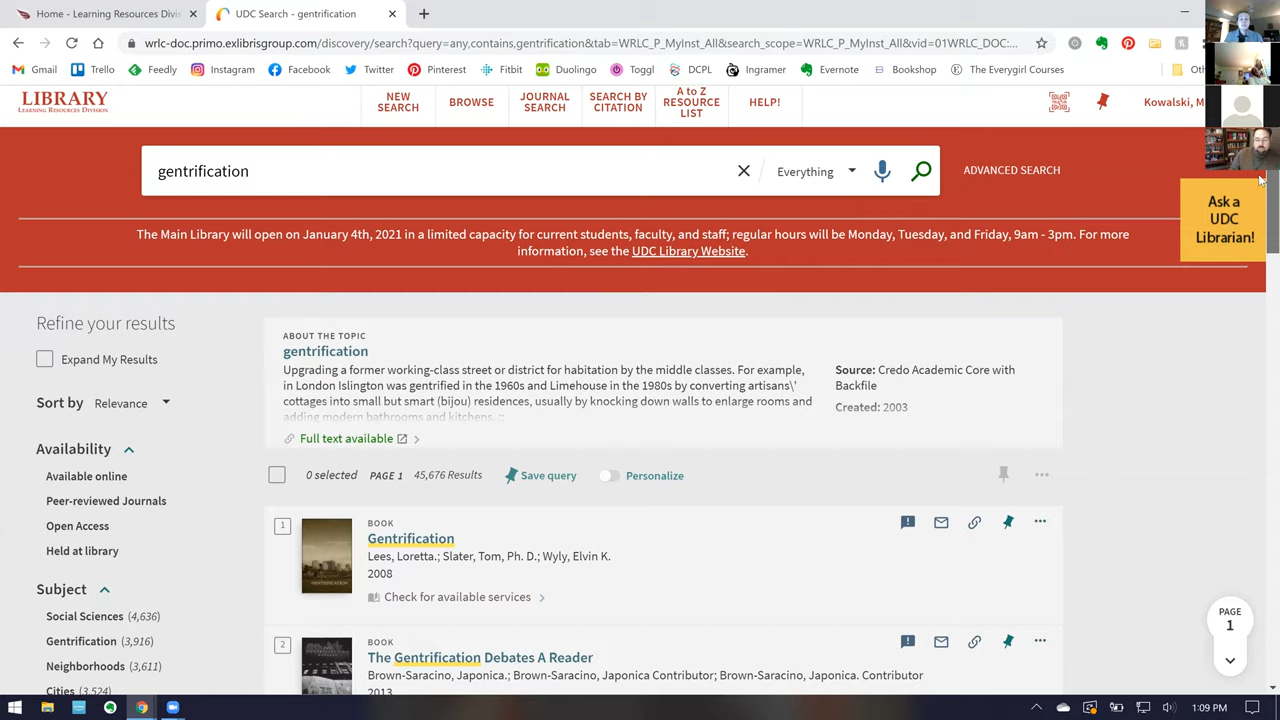 Home - Learning Resources Divis
UDC Search - gentrification
wrlc-doc.primo.exlibrisgroup.com/discovery/search?query=any,contains,gentrification&tab=WRLC_P_MyInst_All&search_scope=WRLC_P_MyInst_All&vid=01WRLC_DOC:...
Gmail Trello Feedly Instagram Facebook Twitter Pinterest Fitbit Duolingo Toggl DCPL Ingramer Evernote Bookshop The Everygirl Courses
LIBRARY
Learning Resources Division
NEW SEARCH
BROWSE
JOURNAL SEARCH
SEARCH BY CITATION
A to Z RESOURCE LIST
HELP!
Kowalski, M
gentrification
Everything
ADVANCED SEARCH
Ask a
UDC
Librarian!
The Main Library will open on January 4th, 2021 in a limited capacity for current students, faculty, and staff; regular hours will be Monday, Tuesday, and Friday, 9am - 3pm. For more
information, see the UDC Library Website.
Refine your results
Expand My Results
Sort by Relevance
Availability
Available online
Peer-reviewed Journals
Open Access
Held at library
Subject
Social Sciences (4,636)
Gentrification (3,916)
Neighborhoods (3,611)
Cities (3,524)
ABOUT THE TOPIC
gentrification
Upgrading a former working-class street or district for habitation by the middle classes. For example,
in London Islington was gentrified in the 1960s and Limehouse in the 1980s by converting artisans\'
cottages into small but smart (bijou) residences, usually by knocking down walls to enlarge rooms and
adding modern bathrooms and kitchens. ::
Source: Credo Academic Core with
Backfile
Created: 2003
Full text available
0 selected PAGE 1 45,676 Results Save query Personalize
1
BOOK
Gentrification
Lees, Loretta.; Slater, Tom, Ph. D.; Wyly, Elvin K.
2008
Check for available services
GENTRIFICATION
2
BOOK
The Gentrification Debates A Reader
Brown-Saracino, Japonica.; Brown-Saracino, Japonica Contributor; Brown-Saracino, Japonica. Contributor
2013
PAGE
1
1:09 PM